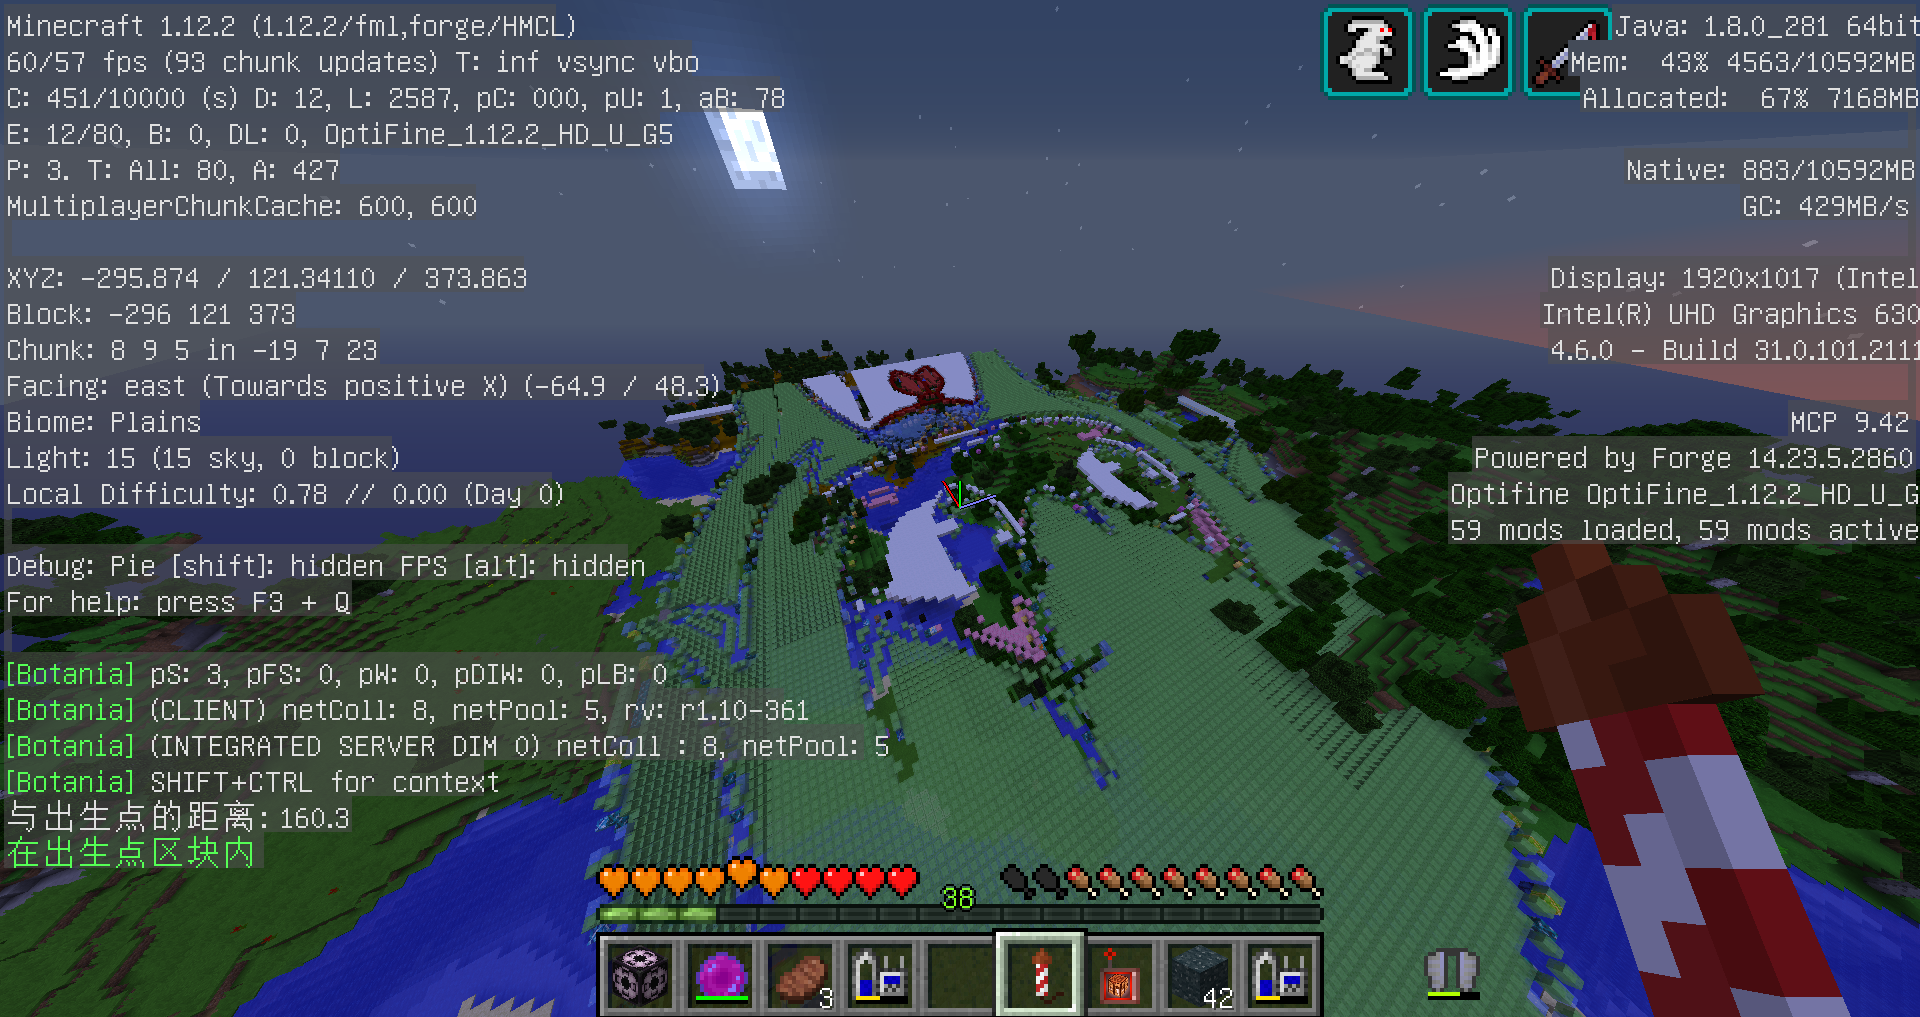 Minecraft 1.12.2 (1.12.2/fml,forge/HMCL)
60/57 fps (93 chunk updates) T: inf vsync vbo
C: 451/10000 (s) D: 12, L: 2587, pC: 000, pU: 1, aB: 78
E: 12/80, B: 0, DL: 0, OptiFine_1.12.2_HD_U_G5
P: 3. T: All: 80, A: 427
MultiplayerChunkCache: 600, 600
XYZ: -295.874 / 121.34110 / 373.863
Block: -296 121 373
Chunk: 8 9 5 in -19 7 23
Facing: east (Towards positive X) (-64.9 / 48.3)
Biome: Plains
Light: 15 (15 sky, 0 block)
Local Difficulty: 0.78 // 0.00 (Day 0)
Debug: Pie [shift]: hidden FPS [alt]: hidden
For help: press F3 + Q
[Botania] pS: 3, pFS: 0, pW: 0, pDIW: 0, pLB: 0
[Botania] (CLIENT) netColl: 8, netPool: 5, rv: r1.10-361
[Botania] (INTEGRATED SERVER DIM 0) netColl : 8, netPool: 5
[Botania] SHIFT+CTRL for context
与出生点的距离: 160.3
在出生点区块内
Java: 1.8.0_281 64bit
Mem: 43% 4563/10592MB
Allocated: 67% 7168MB
Native: 883/10592MB
GC: 429MB/s
Display: 1920x1017 (Intel
Intel(R) UHD Graphics 630
4.6.0 - Build 31.0.101.2111
MCP 9.42
Powered by Forge 14.23.5.2860
Optifine OptiFine_1.12.2_HD_U_G
59 mods loaded, 59 mods active
38
3
42